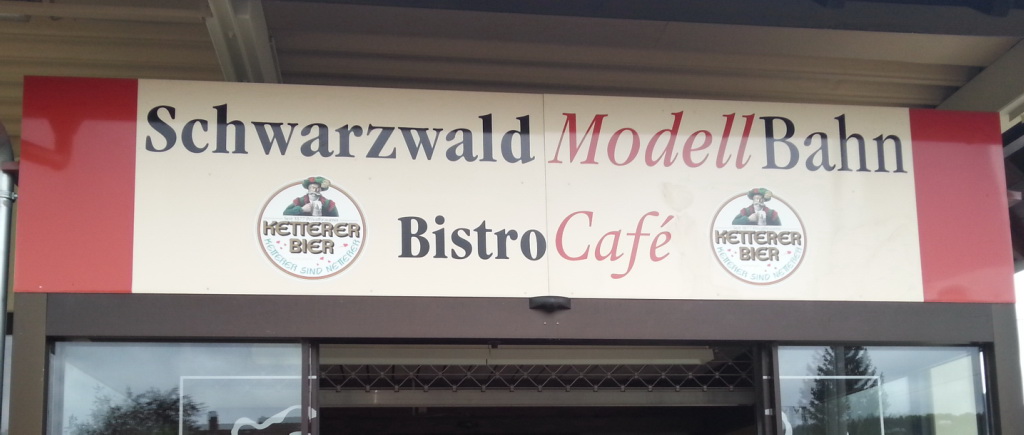 Schwarzwald ModellBahn
Bistro Café
KETTERER
BIER
KETTERER
BIER